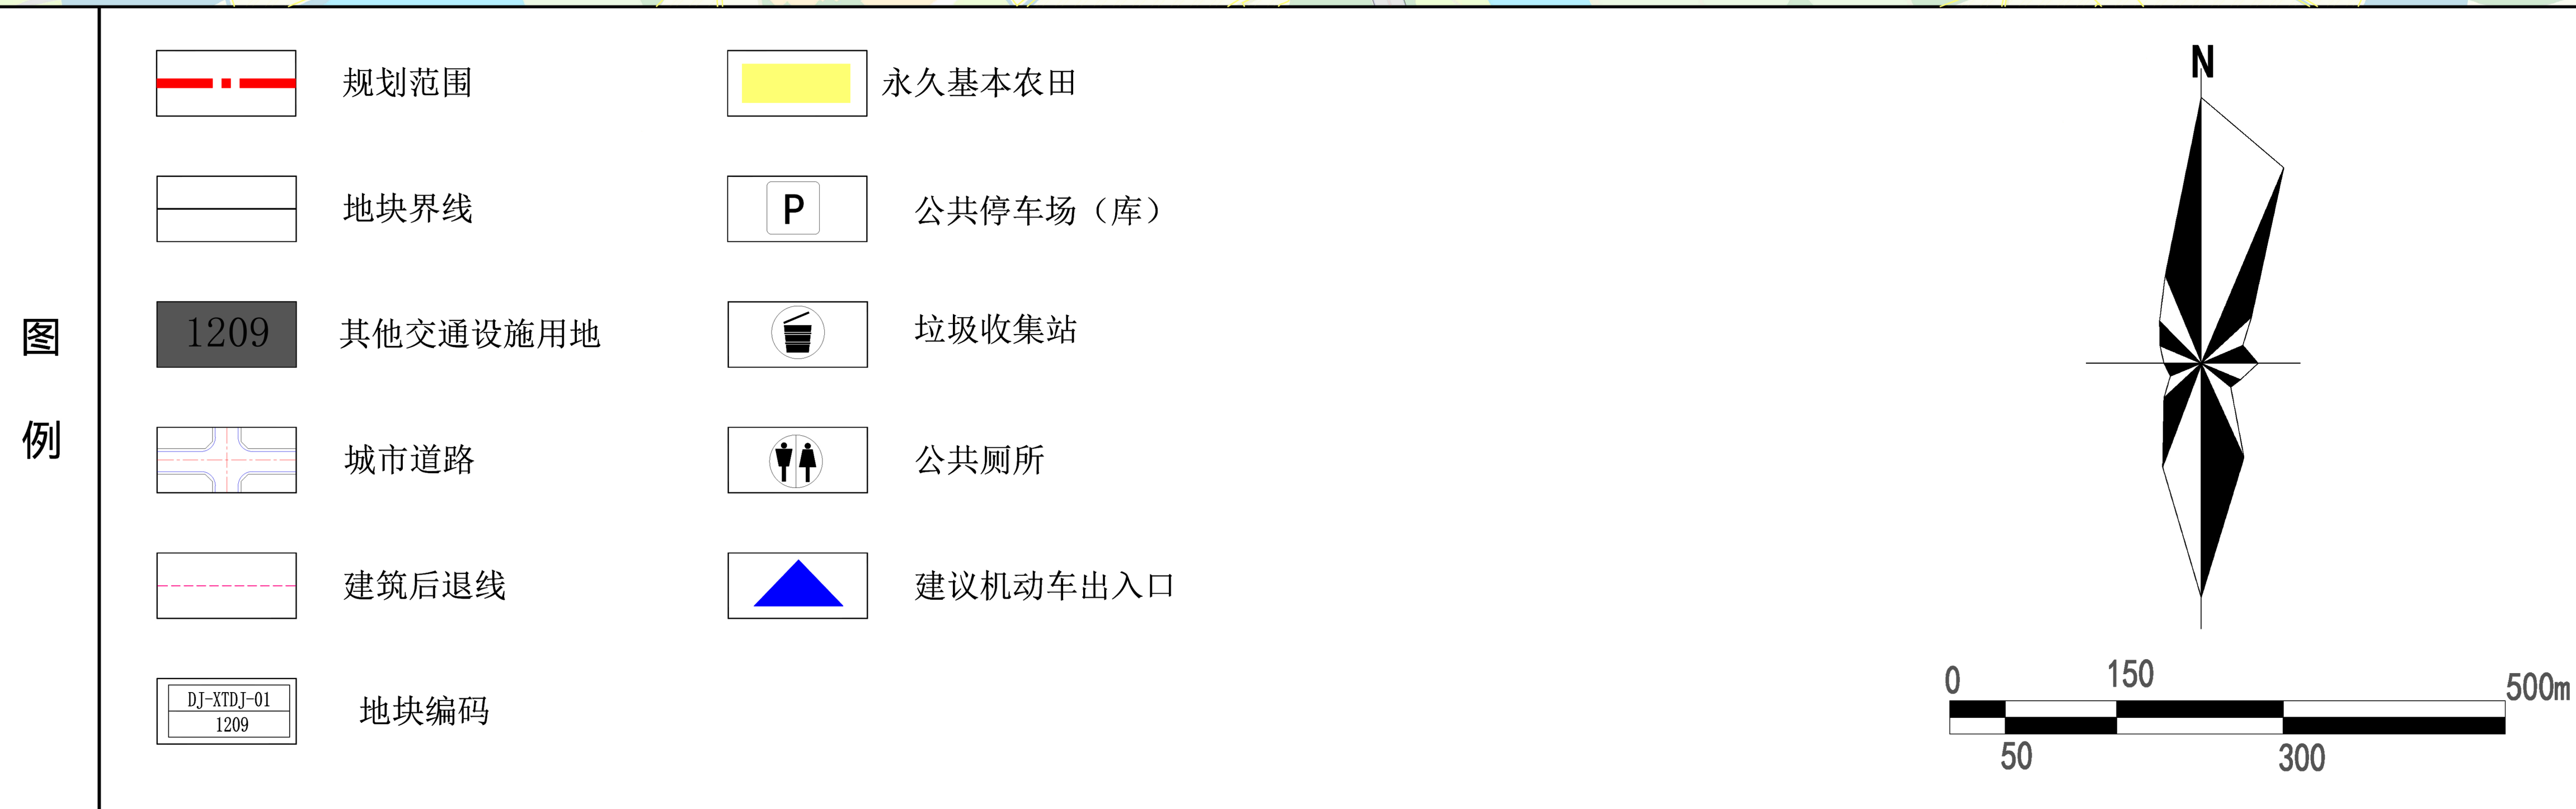 图例
规划范围
地块界线
1209
其他交通设施用地
城市道路
建筑后退线
DJ-XTDJ-01
1209
地块编码
永久基本农田
P
公共停车场（库）
垃圾收集站
公共厕所
建议机动车出入口
N
0
150
500m
50
300